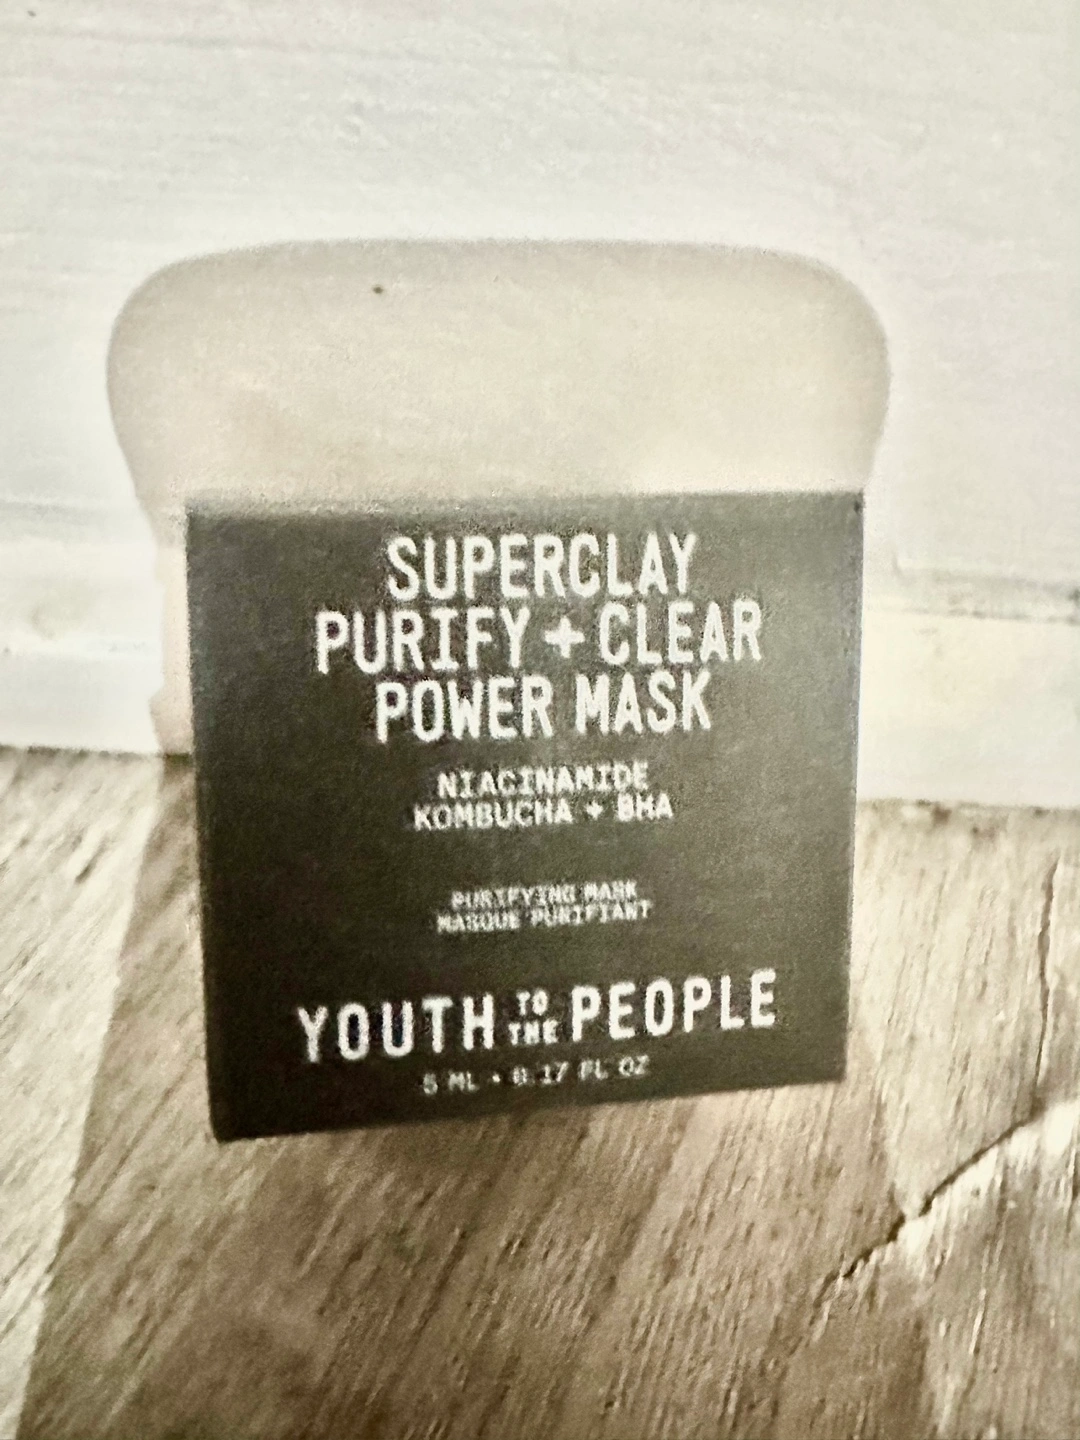 SUPERCLAY
PURIFY + CLEAR
POWER MASK
NIACINAMIDE
KOMBUCHA + BHA
PURIFYING MASK
MASQUE PURIFIANT
YOUTH TO THE PEOPLE
5 ML • 0.17 FL OZ